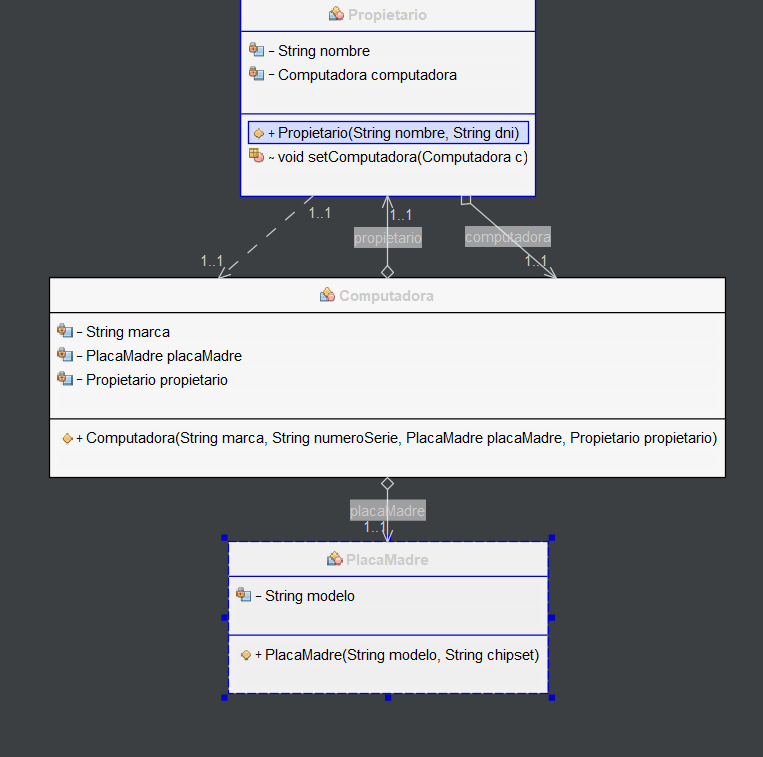 Propietario
- String nombre
- Computadora computadora
+ Propietario(String nombre, String dni)
~ void setComputadora(Computadora c)
1..1
1..1
propietario
computadora
1..1
1..1
Computadora
- String marca
- PlacaMadre placaMadre
- Propietario propietario
+ Computadora(String marca, String numeroSerie, PlacaMadre placaMadre, Propietario propietario)
placaMadre
1..1
PlacaMadre
- String modelo
+ PlacaMadre(String modelo, String chipset)